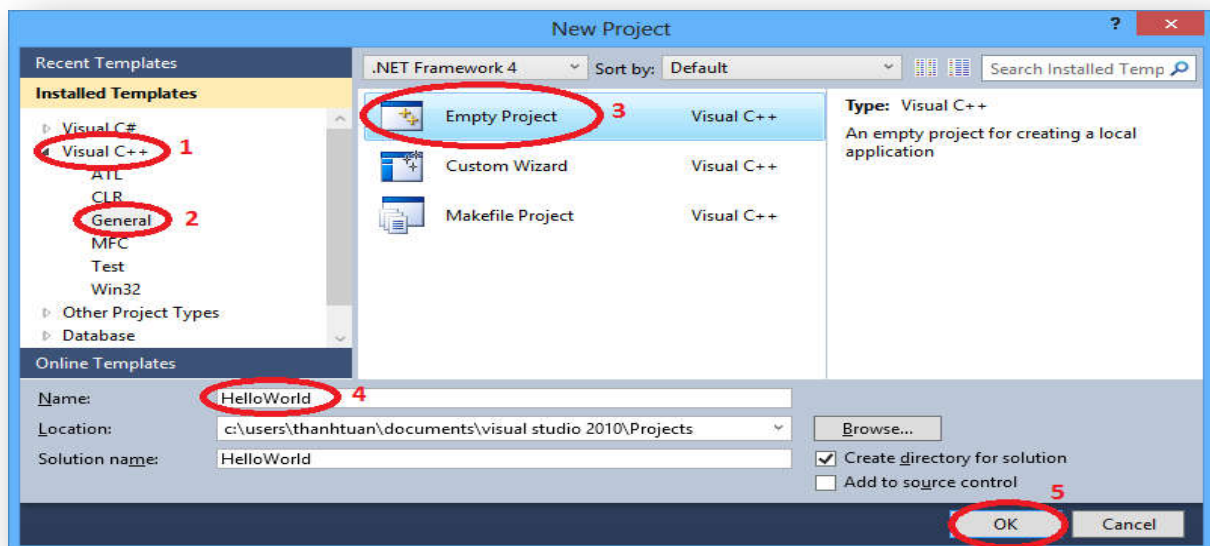 New Project
?
Recent Templates
Installed Templates
Visual C#
Visual C++ 1
ATL
CLR
General 2
MFC
Test
Win32
Other Project Types
Database
Online Templates
.NET Framework 4 Sort by: Default Search Installed Temp
Empty Project 3 Visual C++
Custom Wizard Visual C++
Makefile Project Visual C++
Type: Visual C++
An empty project for creating a local
application
Name: HelloWorld 4
Location: c:\users\thanhtuan\documents\visual studio 2010\Projects Browse...
Solution name: HelloWorld
Create directory for solution
Add to source control
5
OK Cancel